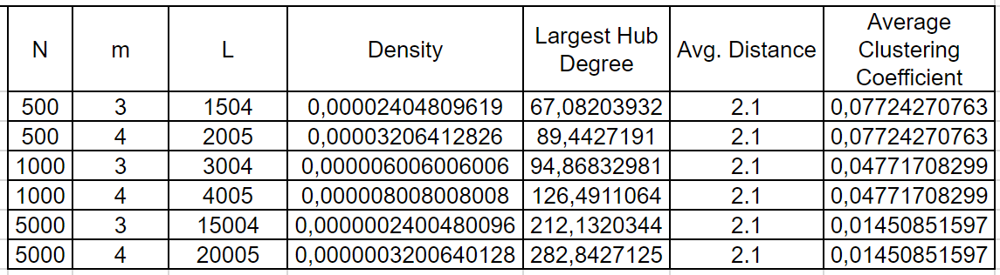 N m L Density Largest Hub Degree Avg. Distance Average Clustering Coefficient
500 3 1504 0,00002404809619 67,08203932 2.1 0,07724270763
500 4 2005 0,00003206412826 89,4427191 2.1 0,07724270763
1000 3 3004 0,000006006006006 94,86832981 2.1 0,04771708299
1000 4 4005 0,000008008008008 126,4911064 2.1 0,04771708299
5000 3 15004 0,0000002400480096 212,1320344 2.1 0,01450851597
5000 4 20005 0,0000003200640128 282,8427125 2.1 0,01450851597